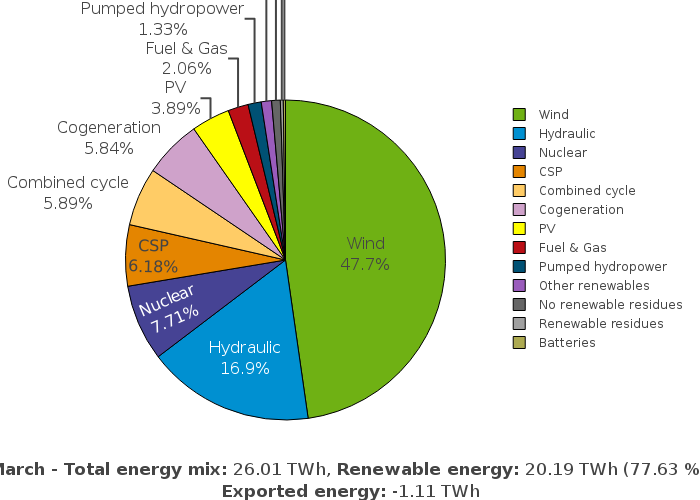 Pumped hydropower
1.33%
Fuel & Gas
2.06%
PV
3.89%
Cogeneration
5.84%
Combined cycle
5.89%
CSP
6.18%
Nuclear
7.71%
Hydraulic
16.9%
Wind
47.7%
Wind
Hydraulic
Nuclear
CSP
Combined cycle
Cogeneration
PV
Fuel & Gas
Pumped hydropower
Other renewables
No renewable residues
Renewable residues
Batteries
March - Total energy mix: 26.01 TWh, Renewable energy: 20.19 TWh (77.63 %
Exported energy: -1.11 TWh